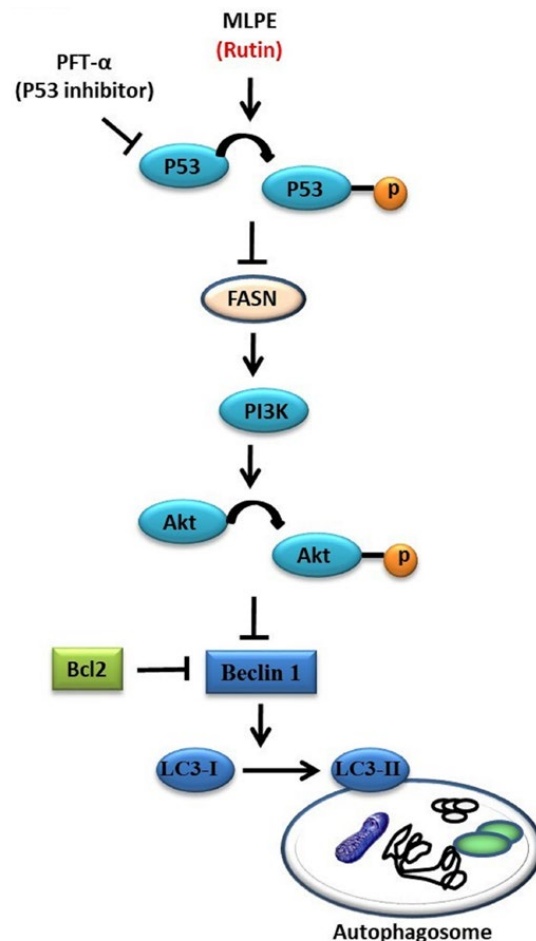 MLPE
(Rutin)
PFT-α
(P53 inhibitor)
P53
P53
p
FASN
PI3K
Akt
Akt
p
Bcl2
Beclin 1
LC3-I
LC3-II
Autophagosome